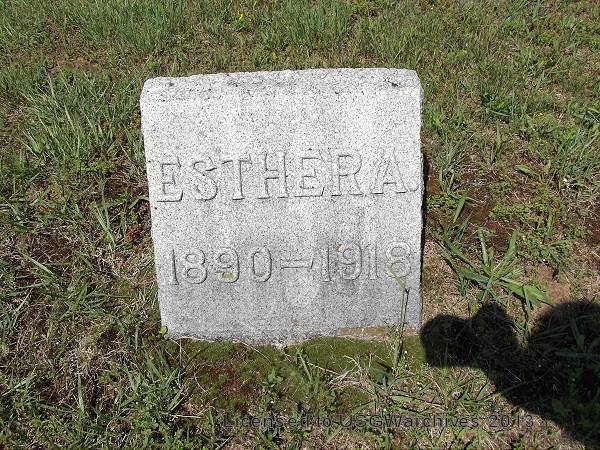 ESTHER A.
1890-1918
Licensed to USGWarchives 2013